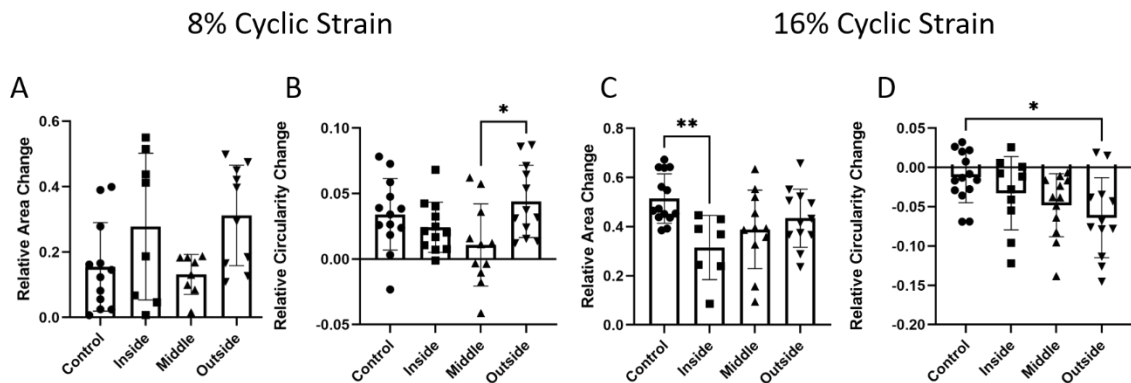 8% Cyclic Strain
16% Cyclic Strain
A
Relative Area Change
0.6
0.4
0.2
0.0
Control
Inside
Middle
Outside
B
Relative Circularity Change
0.10
0.05
0.00
-0.05
*
Control
Inside
Middle
Outside
C
Relative Area Change
0.8
0.6
0.4
0.2
0.0
**
Control
Inside
Middle
Outside
D
Relative Circularity Change
0.05
0.00
-0.05
-0.10
-0.15
-0.20
*
Control
Inside
Middle
Outside